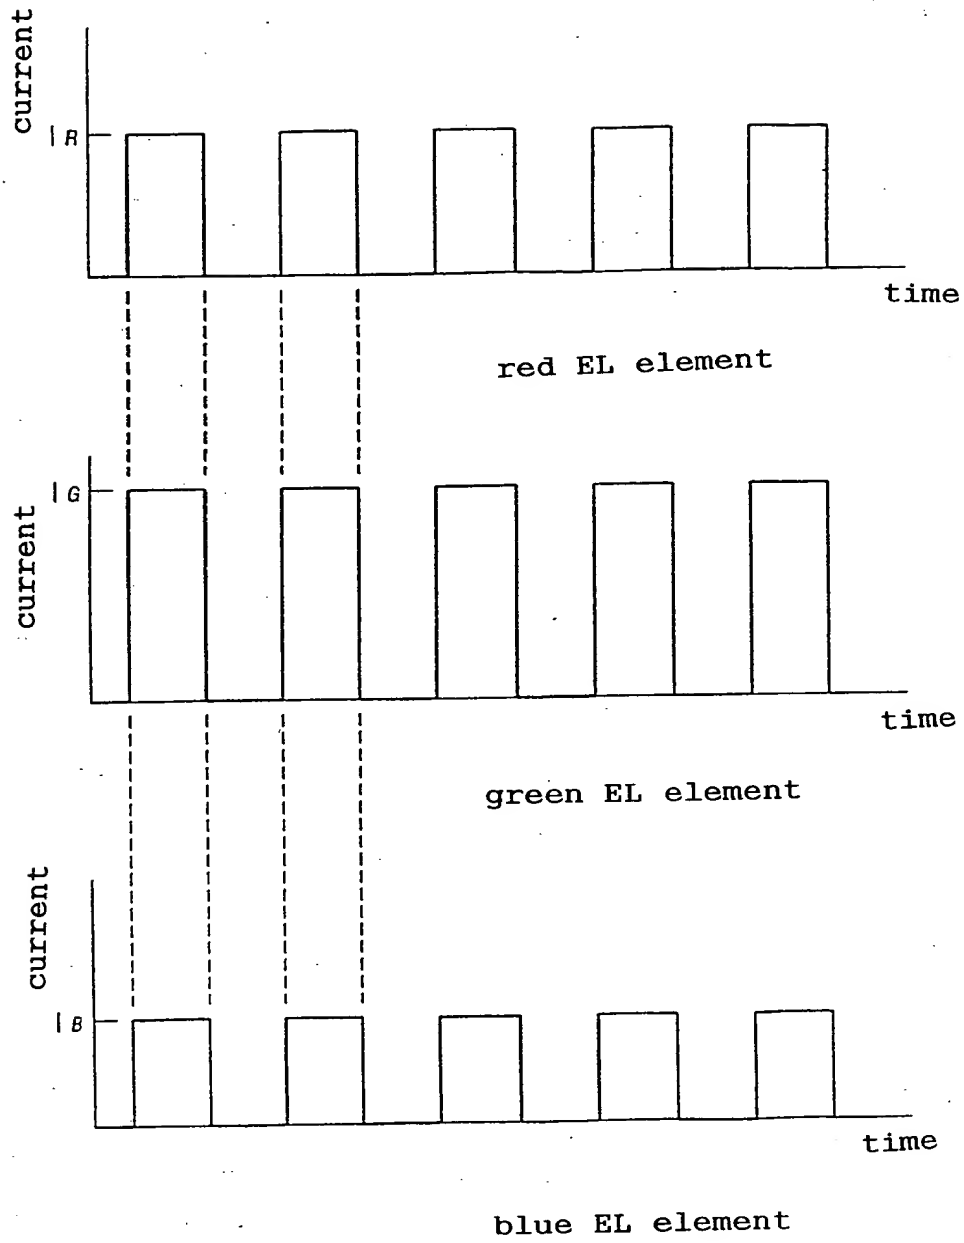 current
I R
time
red EL element
I G
current
time
green EL element
current
I B
time
blue EL element